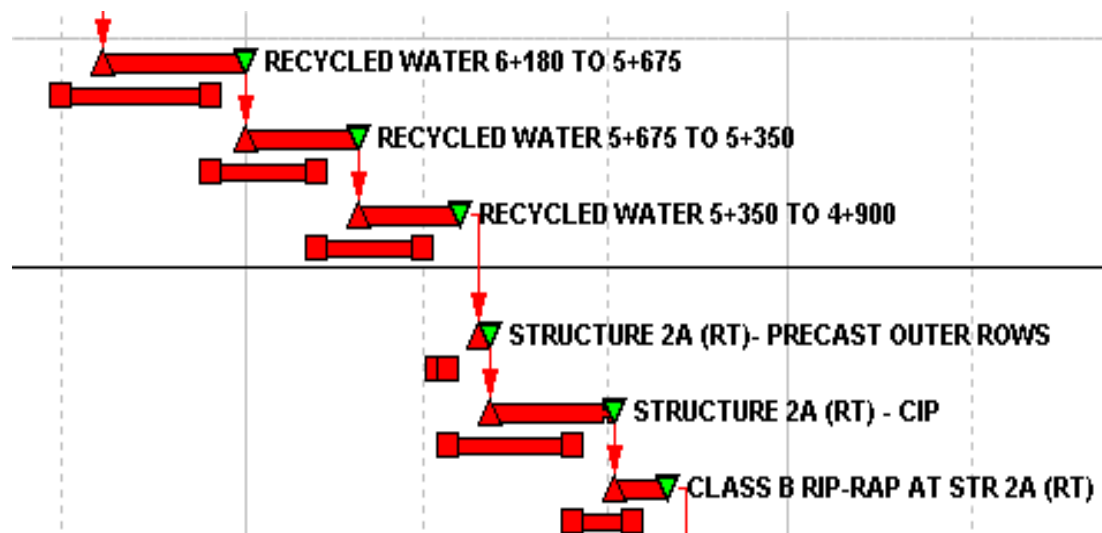 RECYCLED WATER 6+180 TO 5+675
RECYCLED WATER 5+675 TO 5+350
RECYCLED WATER 5+350 TO 4+900
STRUCTURE 2A (RT)- PRECAST OUTER ROWS
STRUCTURE 2A (RT) - CIP
CLASS B RIP-RAP AT STR 2A (RT)